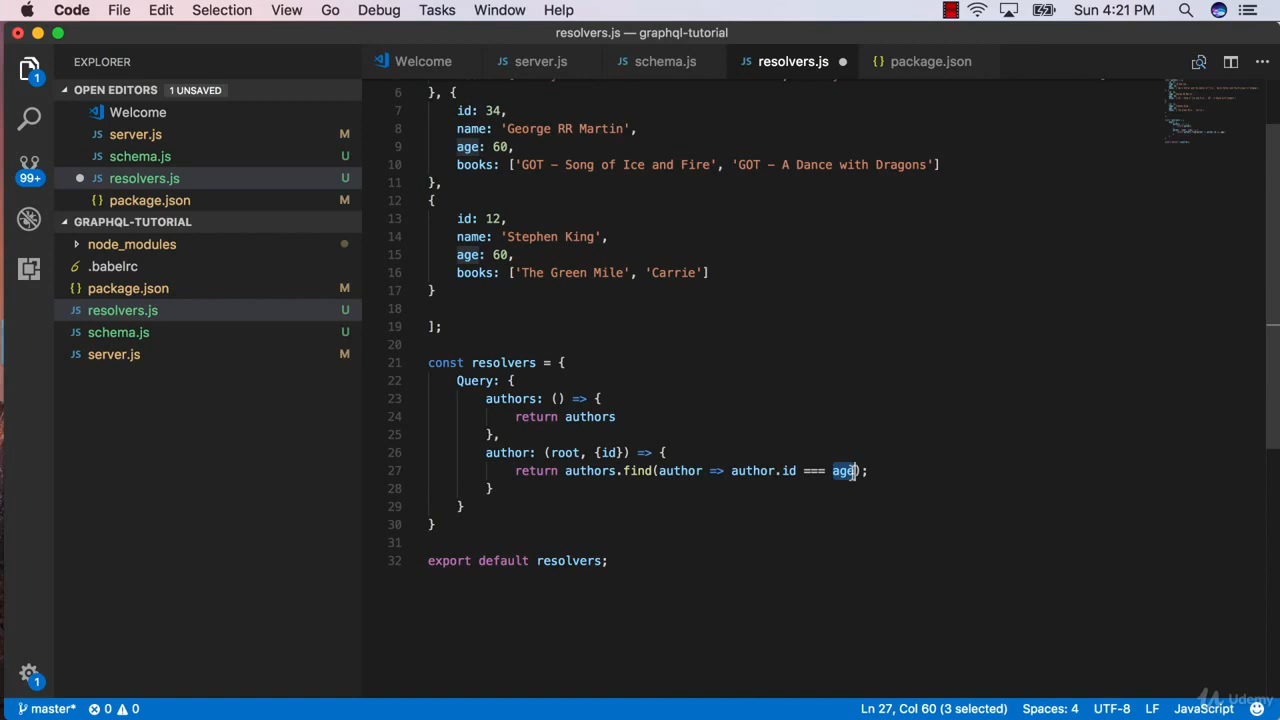 Code File Edit Selection View Go Debug Tasks Window Help Sun 4:21 PM
resolvers.js — graphql-tutorial
EXPLORER
Welcome server.js schema.js resolvers.js package.json
OPEN EDITORS 1 UNSAVED
Welcome
server.js M
schema.js U
resolvers.js U
package.json M
GRAPHQL-TUTORIAL
node_modules
.babelrc
package.json M
resolvers.js U
schema.js U
server.js M
1
99+
1
6 }, {
7 id: 34,
8 name: 'George RR Martin',
9 age: 60,
10 books: ['GOT - Song of Ice and Fire', 'GOT - A Dance with Dragons']
11 },
12 {
13 id: 12,
14 name: 'Stephen King',
15 age: 60,
16 books: ['The Green Mile', 'Carrie']
17 }
18
19 ];
20
21 const resolvers = {
22 Query: {
23 authors: () => {
24 return authors
25 },
26 author: (root, {id}) => {
27 return authors.find(author => author.id === age);
28 }
29 }
30 }
31
32 export default resolvers;
master* 0 0 Ln 27, Col 60 (3 selected) Spaces: 4 UTF-8 LF JavaScript
Udemy